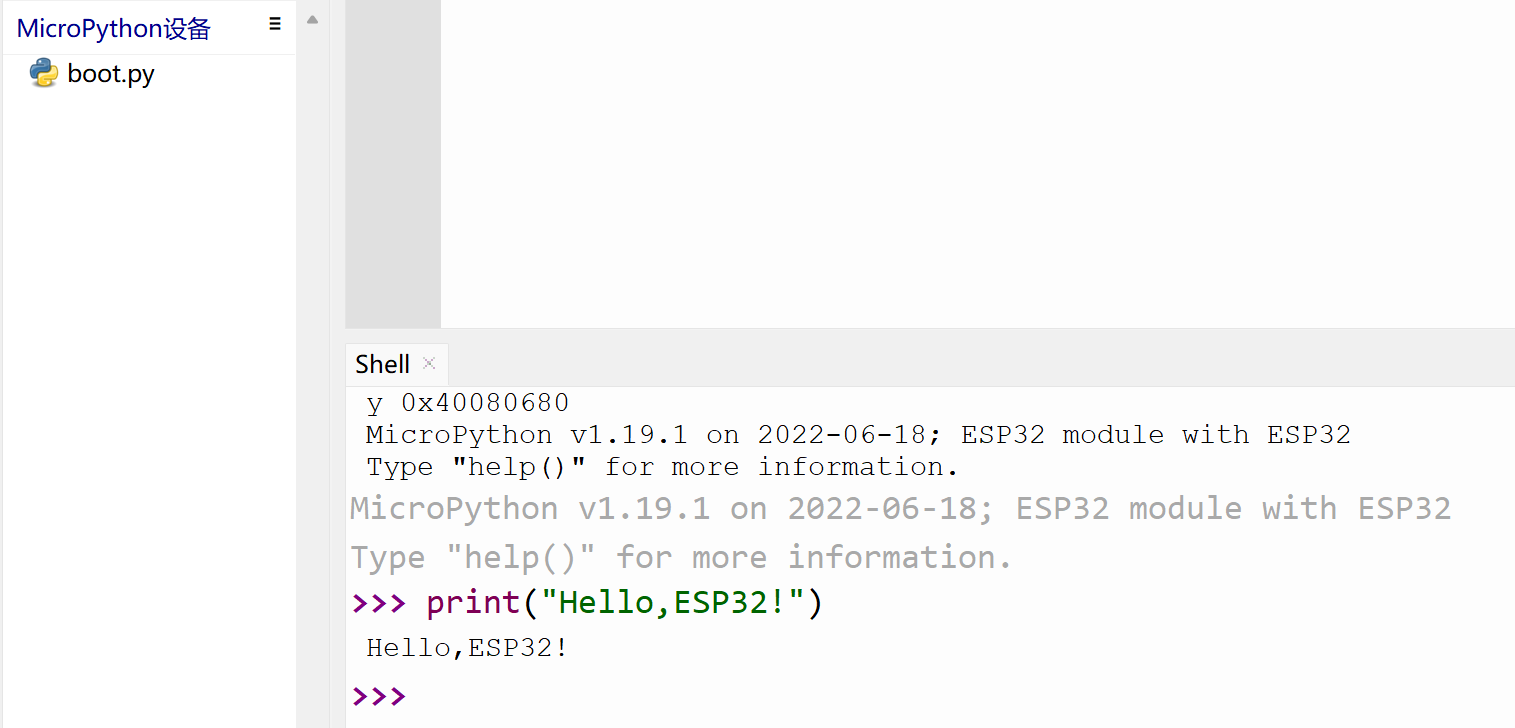 MicroPython设备
boot.py
Shell
y 0x40080680
MicroPython v1.19.1 on 2022-06-18; ESP32 module with ESP32
Type "help()" for more information.
MicroPython v1.19.1 on 2022-06-18; ESP32 module with ESP32
Type "help()" for more information.
>>> print("Hello,ESP32!")
Hello,ESP32!
>>>